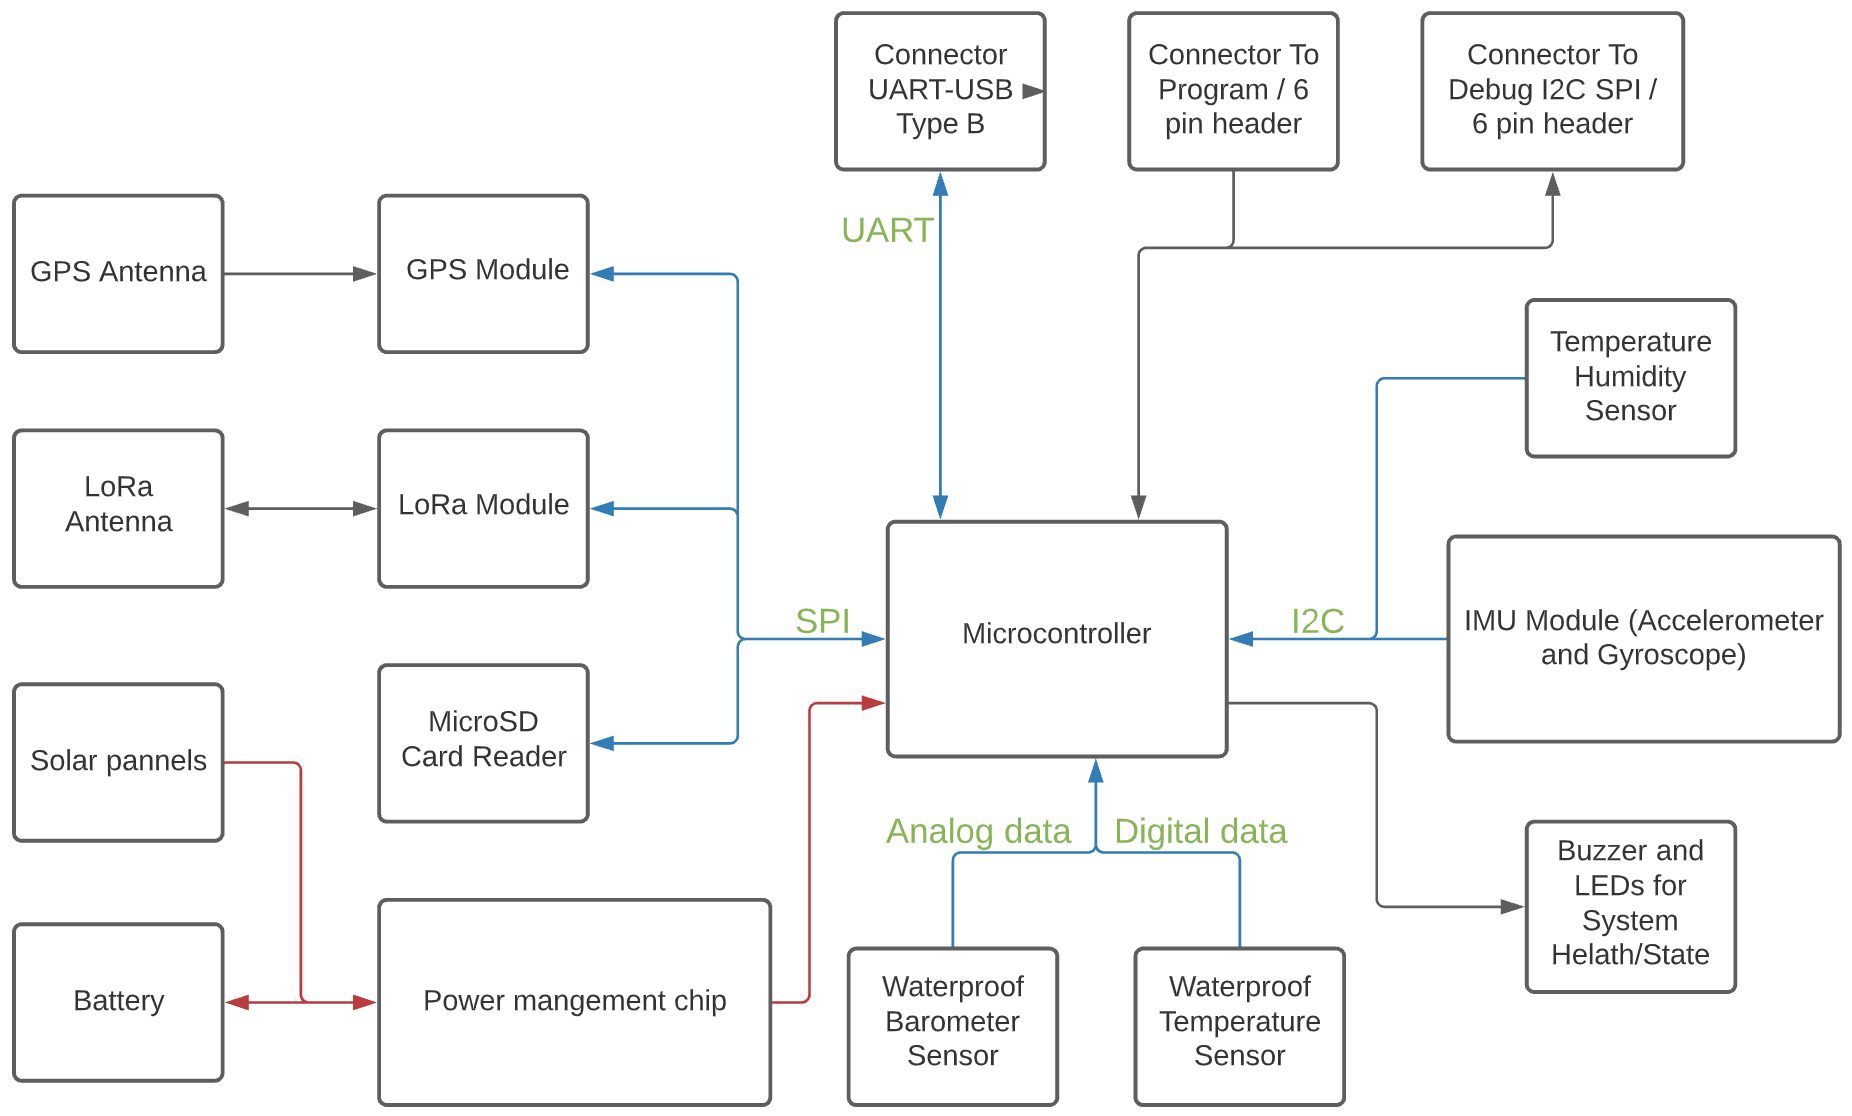 Connector
UART-USB
Type B
Connector To
Program / 6
pin header
Connector To
Debug I2C SPI /
6 pin header
UART
GPS Antenna
GPS Module
Temperature
Humidity
Sensor
LoRa
Antenna
LoRa Module
SPI
Microcontroller
I2C
IMU Module (Accelerometer
and Gyroscope)
Solar pannels
MicroSD
Card Reader
Analog data
Digital data
Buzzer and
LEDs for
System
Helath/State
Battery
Power mangement chip
Waterproof
Barometer
Sensor
Waterproof
Temperature
Sensor